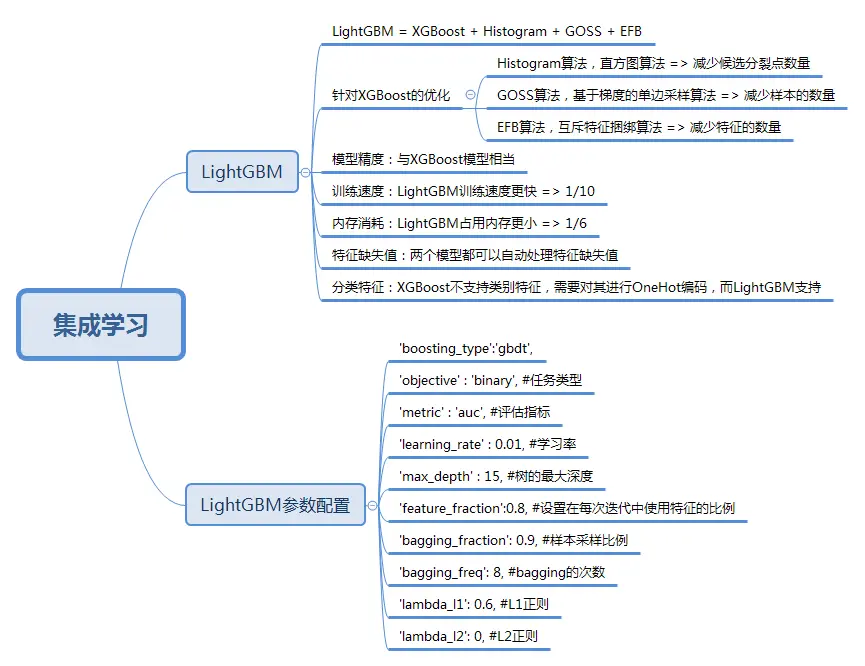 集成学习
LightGBM
LightGBM = XGBoost + Histogram + GOSS + EFB
针对XGBoost的优化
Histogram算法，直方图算法 => 减少候选分裂点数量
GOSS算法，基于梯度的单边采样算法 => 减少样本的数量
EFB算法，互斥特征捆绑算法 => 减少特征的数量
模型精度：与XGBoost模型相当
训练速度：LightGBM训练速度更快 => 1/10
内存消耗：LightGBM占用内存更小 => 1/6
特征缺失值：两个模型都可以自动处理特征缺失值
分类特征：XGBoost不支持类别特征，需要对其进行OneHot编码，而LightGBM支持
LightGBM参数配置
'boosting_type':'gbdt',
'objective' : 'binary', #任务类型
'metric' : 'auc', #评估指标
'learning_rate' : 0.01, #学习率
'max_depth' : 15, #树的最大深度
'feature_fraction':0.8, #设置在每次迭代中使用特征的比例
'bagging_fraction': 0.9, #样本采样比例
'bagging_freq': 8, #bagging的次数
'lambda_l1': 0.6, #L1正则
'lambda_l2': 0, #L2正则